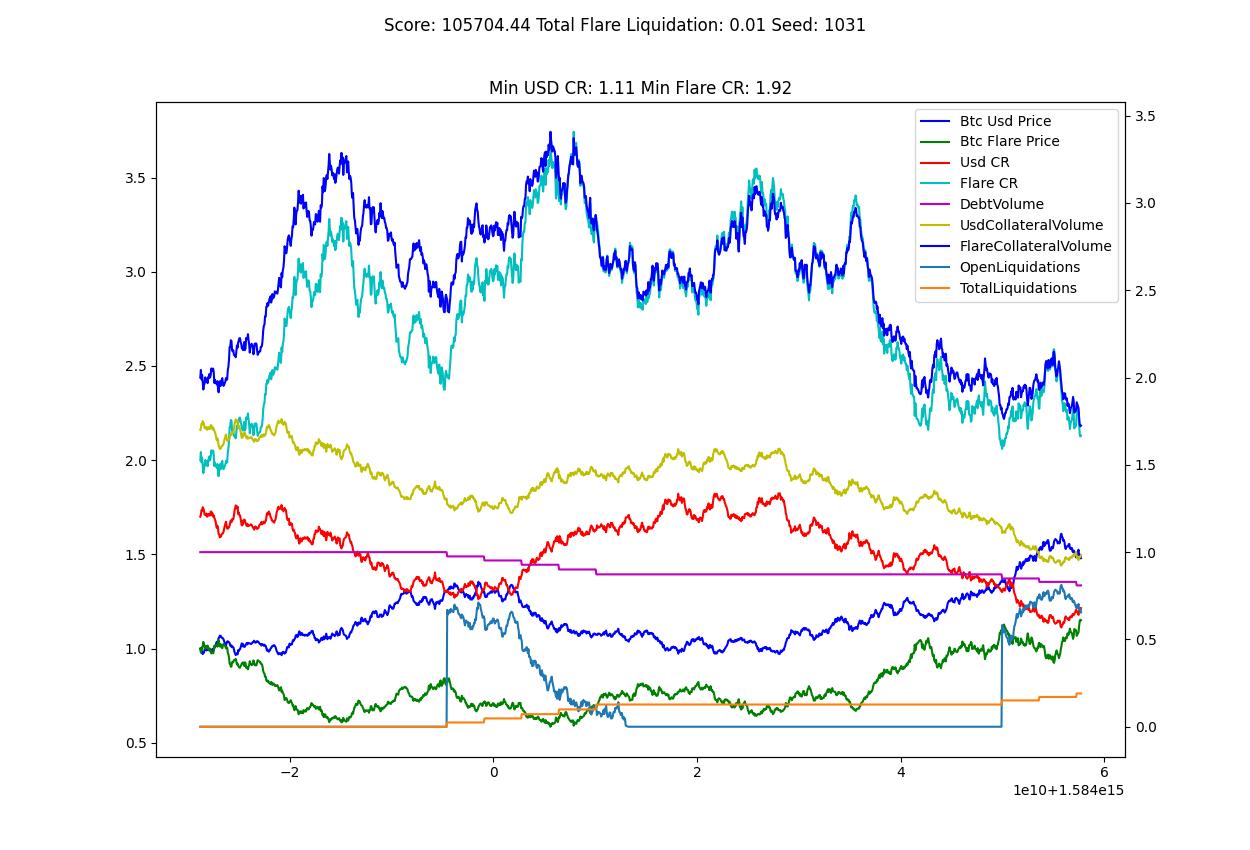 Score: 105704.44 Total Flare Liquidation: 0.01 Seed: 1031
Min USD CR: 1.11 Min Flare CR: 1.92
Btc Usd Price
Btc Flare Price
Usd CR
Flare CR
DebtVolume
UsdCollateralVolume
FlareCollateralVolume
OpenLiquidations
TotalLiquidations
3.5
3.0
2.5
2.0
1.5
1.0
0.5
3.5
3.0
2.5
2.0
1.5
1.0
0.5
0.0
−2 0 2 4 6
1e10+1.584e15